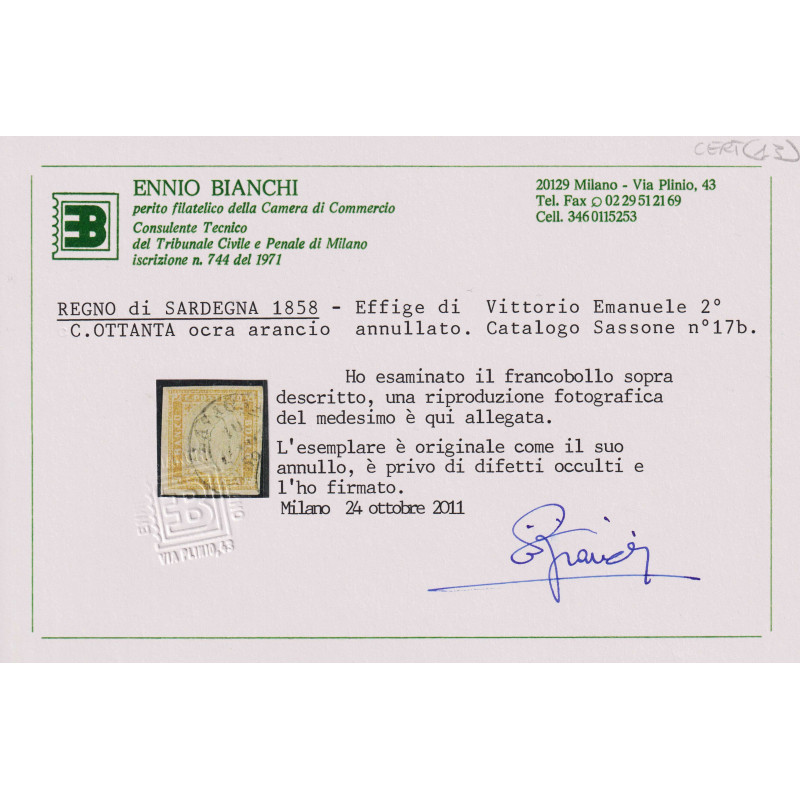 CERT(13)
ENNIO BIANCHI
perito filatelico della Camera di Commercio
Consulente Tecnico
del Tribunale Civile e Penale di Milano
iscrizione n. 744 del 1971
EB
20129 Milano - Via Plinio, 43
Tel. Fax 02 29 51 21 69
Cell. 346 0115253
REGNO di SARDEGNA 1858 - Effige di Vittorio Emanuele 2°
C.OTTANTA ocra arancio annullato. Catalogo Sassone n°17b.
Ho esaminato il francobollo sopra
descritto, una riproduzione fotografica
del medesimo è qui allegata.
L'esemplare è originale come il suo
annullo, è privo di difetti occulti e
l'ho firmato.
Milano 24 ottobre 2011
VIA PLINIO, 43